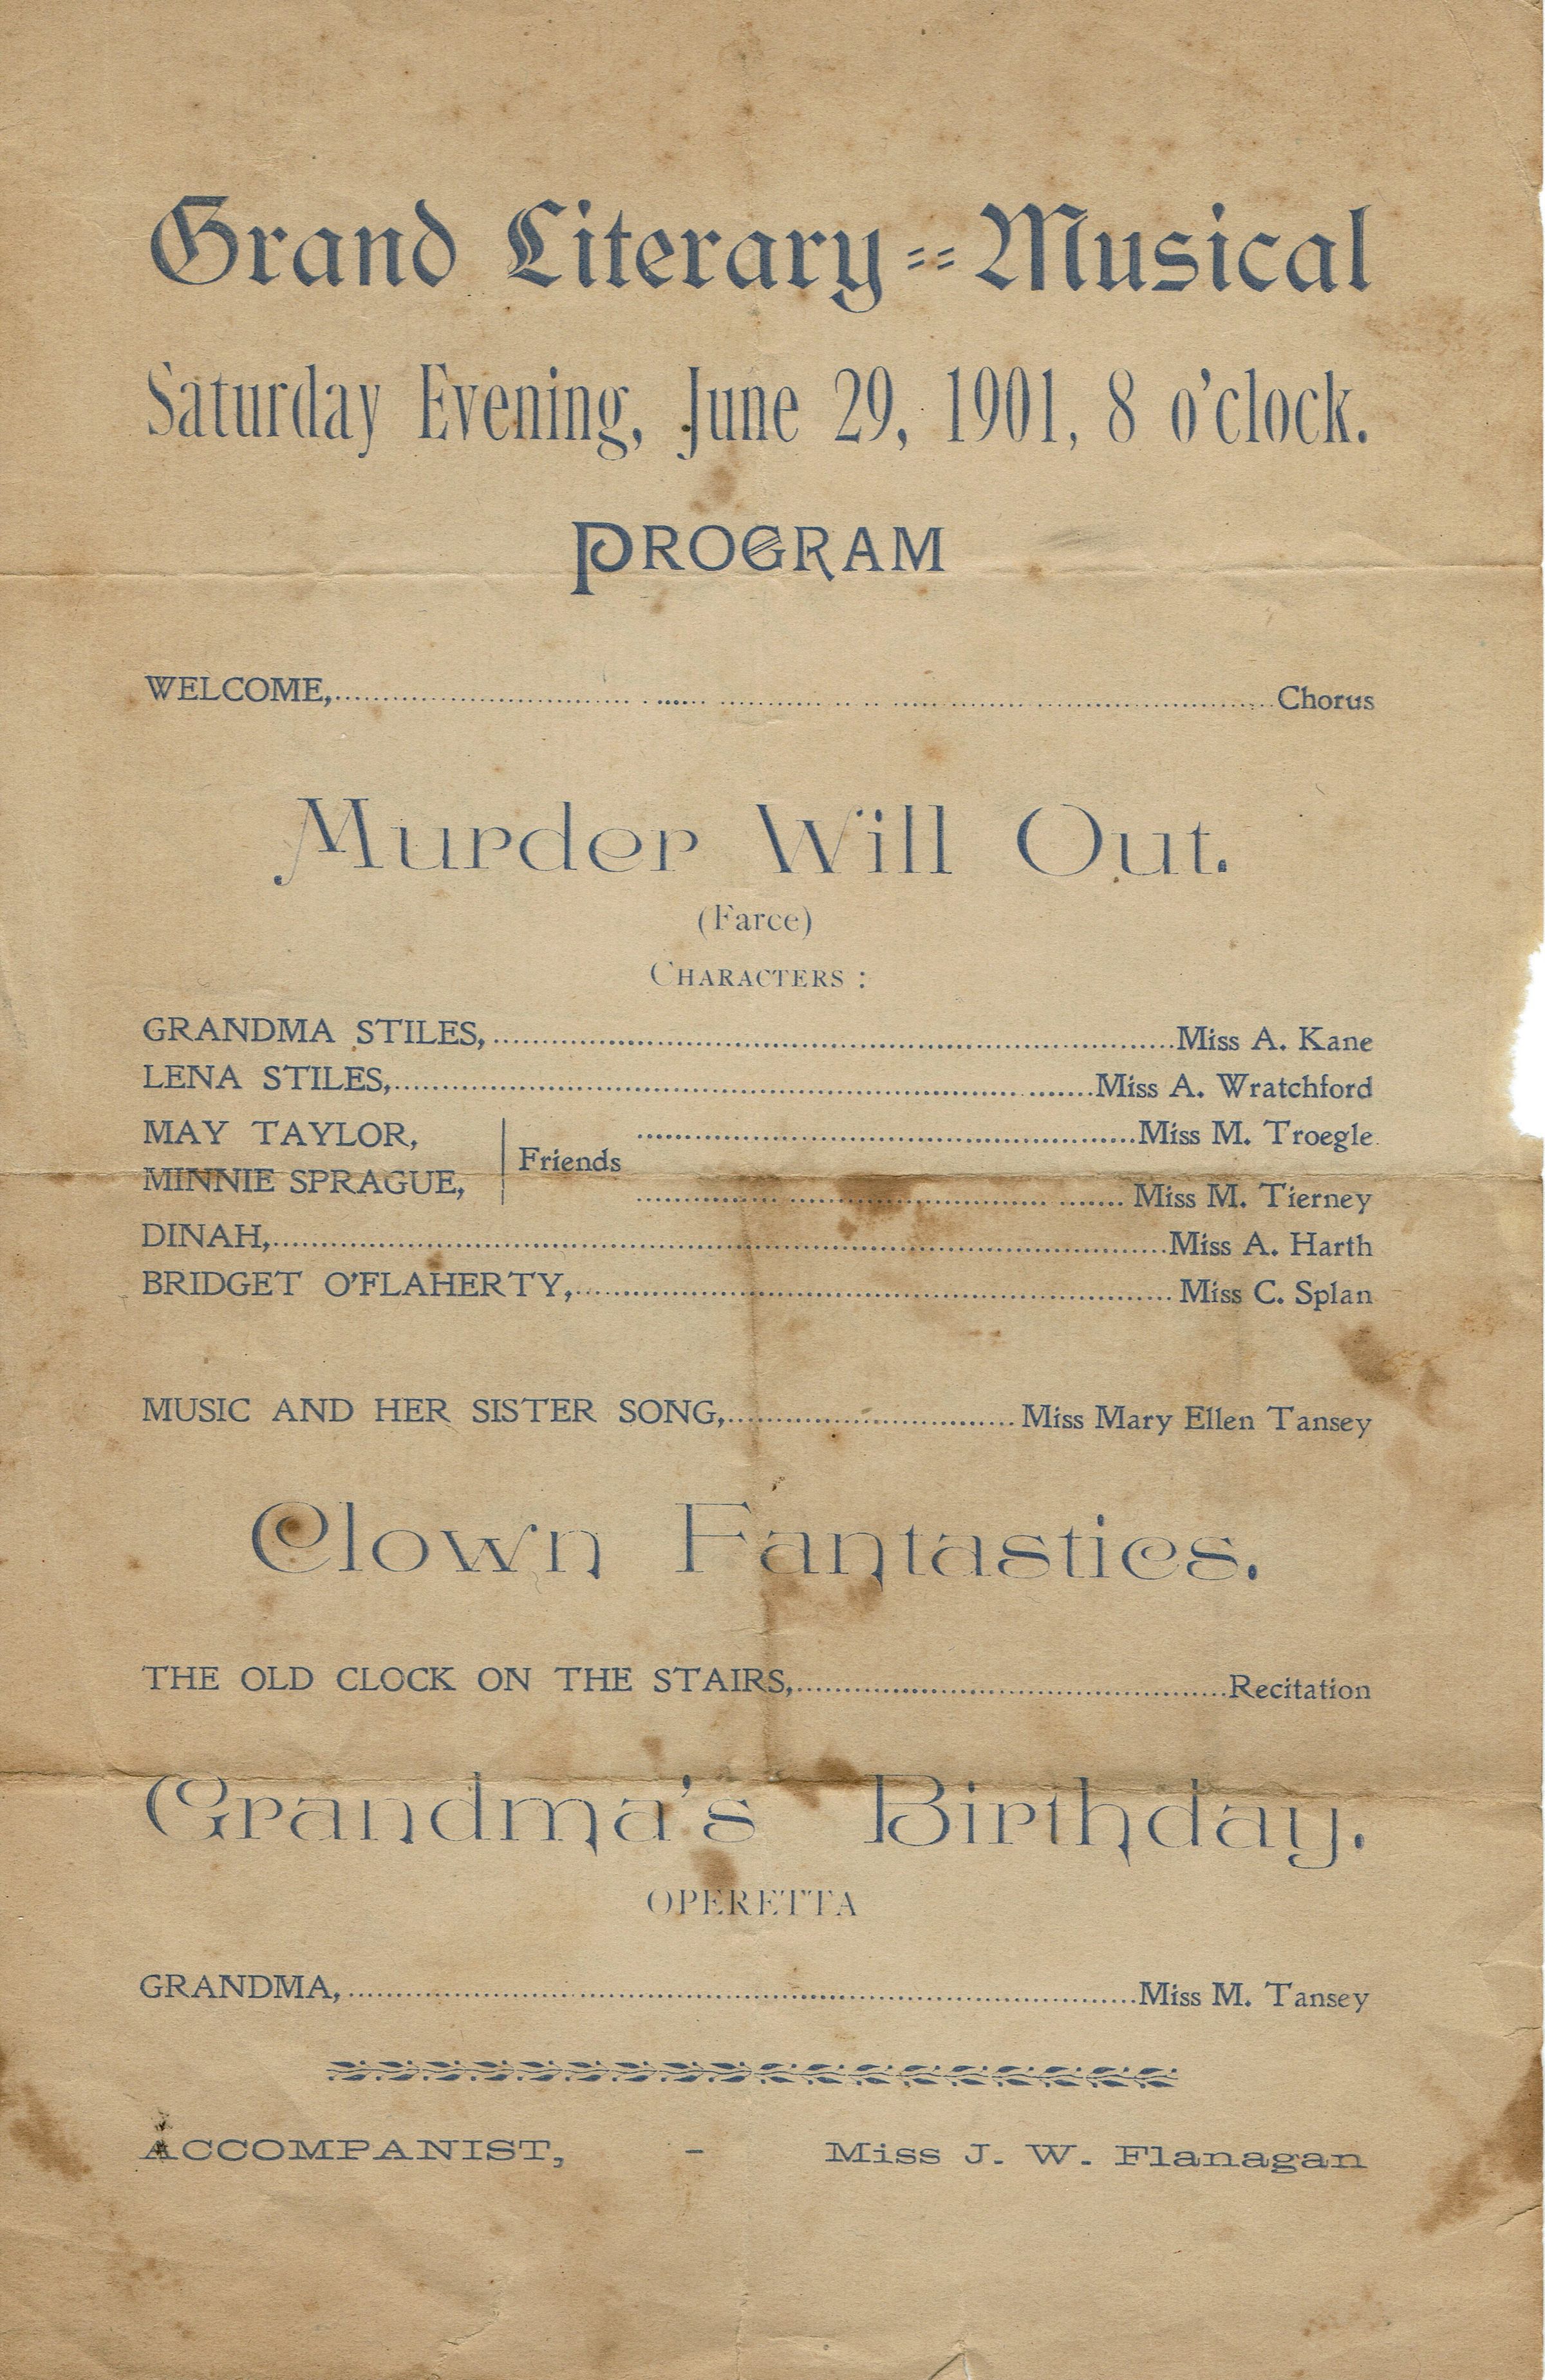 Grand Literary--Musical
Saturday Evening, June 29, 1901, 8 o'clock.
PROGRAM
WELCOME,........................Chorus
Murder Will Out.
(Farce)
CHARACTERS :
GRANDMA STILES,........................Miss A. Kane
LENA STILES,........................Miss A. Wratchford
MAY TAYLOR, ........................Miss M. Troegle
Friends
MINNIE SPRAGUE, ........................Miss M. Tierney
DINAH,........................Miss A. Harth
BRIDGET O'FLAHERTY,........................Miss C. Splan
MUSIC AND HER SISTER SONG,........................Miss Mary Ellen Tansey
Clown Fantastics.
THE OLD CLOCK ON THE STAIRS,........................Recitation
Grandma's Birthday.
OPERETTA
GRANDMA,........................Miss M. Tansey
ACCOMPANIST, - Miss J. W. Flanagan